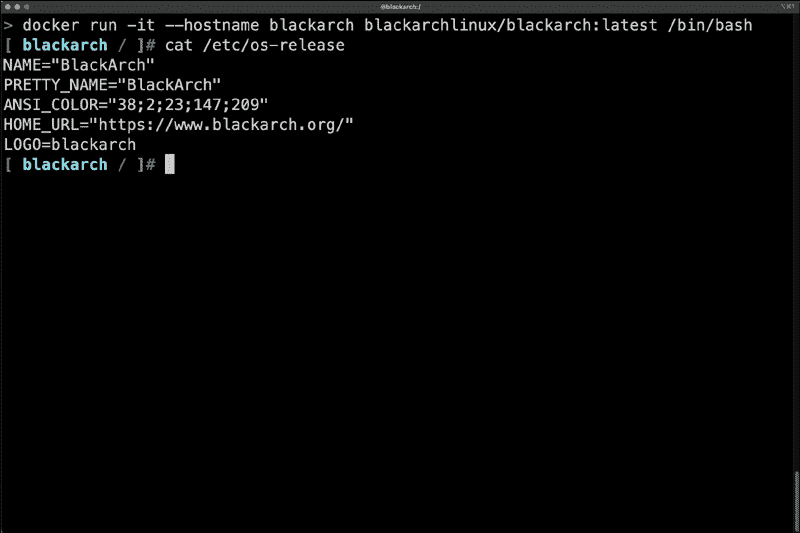 @blackarch:/
⌥⌘1
> docker run -it --hostname blackarch blackarchlinux/blackarch:latest /bin/bash
[ blackarch / ]# cat /etc/os-release
NAME="BlackArch"
PRETTY_NAME="BlackArch"
ANSI_COLOR="38;2;23;147;209"
HOME_URL="https://www.blackarch.org/"
LOGO=blackarch
[ blackarch / ]#